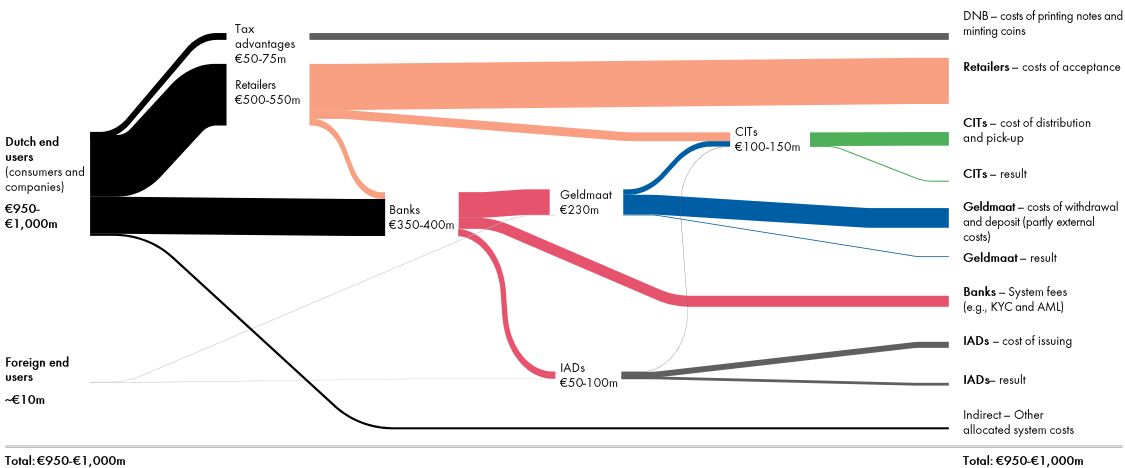 Tax
advantages
€50-75m
Retailers
€500-550m
Dutch end
users
(consumers and
companies)
€950-
€1,000m
Banks
€350-400m
Geldmaat
€230m
CITs
€100-150m
IADs
€50-100m
Foreign end
users
~€10m
DNB – costs of printing notes and
minting coins
Retailers – costs of acceptance
CITs – cost of distribution
and pick-up
CITs – result
Geldmaat – costs of withdrawal
and deposit (partly external
costs)
Geldmaat – result
Banks – System fees
(e.g., KYC and AML)
IADs – cost of issuing
IADs– result
Indirect – Other
allocated system costs
Total: €950-€1,000m
Total: €950-€1,000m